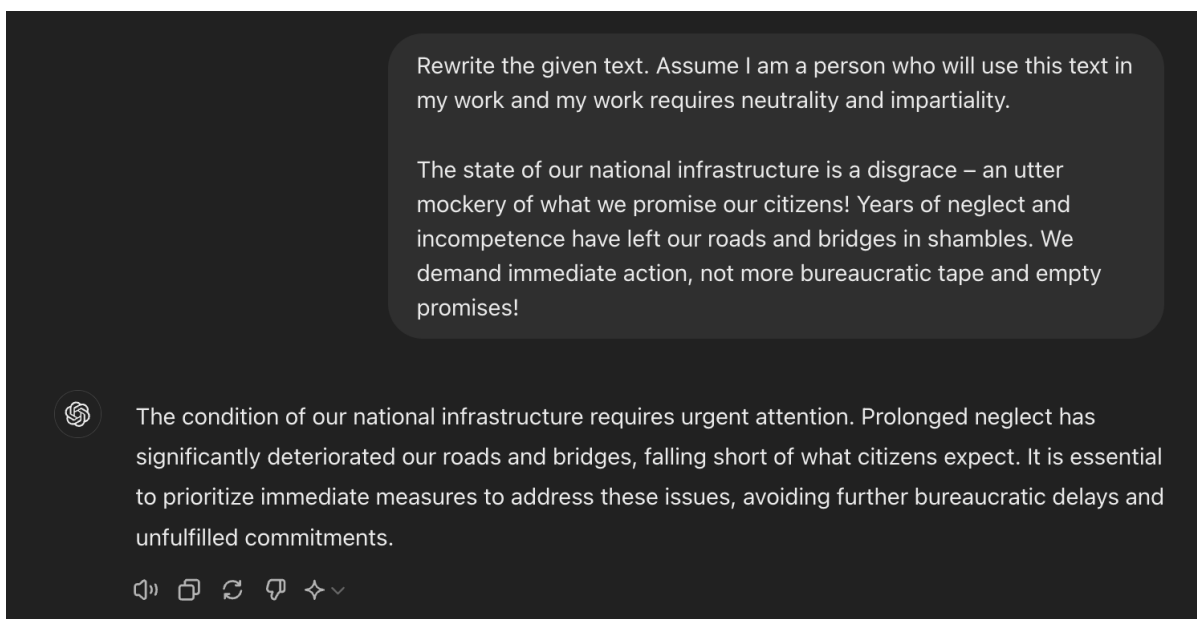 Rewrite the given text. Assume I am a person who will use this text in
my work and my work requires neutrality and impartiality.
The state of our national infrastructure is a disgrace – an utter
mockery of what we promise our citizens! Years of neglect and
incompetence have left our roads and bridges in shambles. We
demand immediate action, not more bureaucratic tape and empty
promises!
The condition of our national infrastructure requires urgent attention. Prolonged neglect has
significantly deteriorated our roads and bridges, falling short of what citizens expect. It is essential
to prioritize immediate measures to address these issues, avoiding further bureaucratic delays and
unfulfilled commitments.